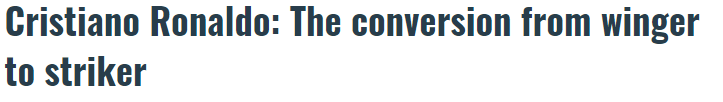 Cristiano Ronaldo: The conversion from winger
to striker